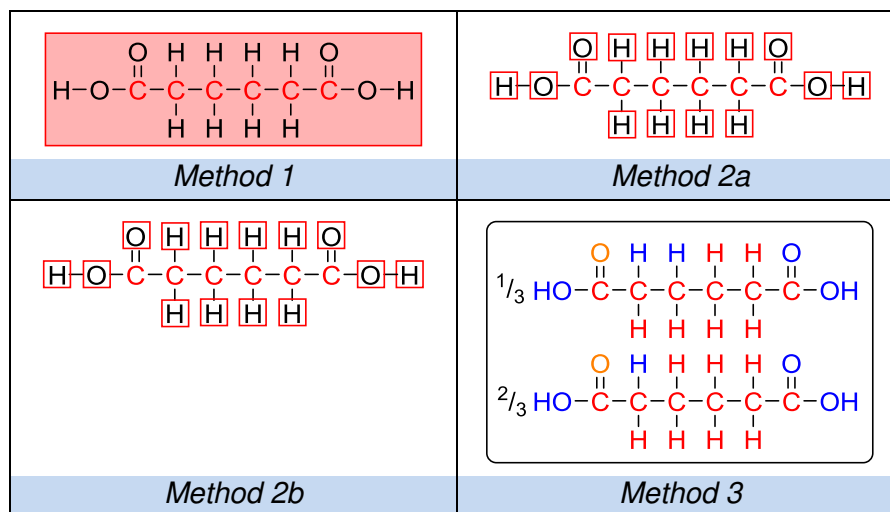 O H H H H O
H O C C C C C C O H
H H H H
Method 1
O H H H H O
H O C C C C C C O H
H H H H
Method 2a
O H H H H O
H O C C C C C C O H
H H H H
Method 2b
O H H H H O
1/3 HO C C C C C C OH
H H H H
O H H H H O
2/3 HO C C C C C C OH
H H H H
Method 3